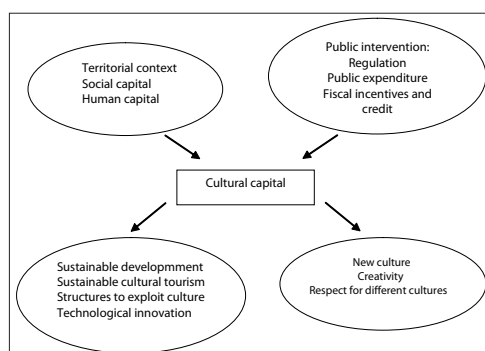 Territorial context
Social capital
Human capital
Public intervention:
Regulation
Public expenditure
Fiscal incentives and
credit
Cultural capital
Sustainable developmment
Sustainable cultural tourism
Structures to exploit culture
Technological innovation
New culture
Creativity
Respect for different cultures